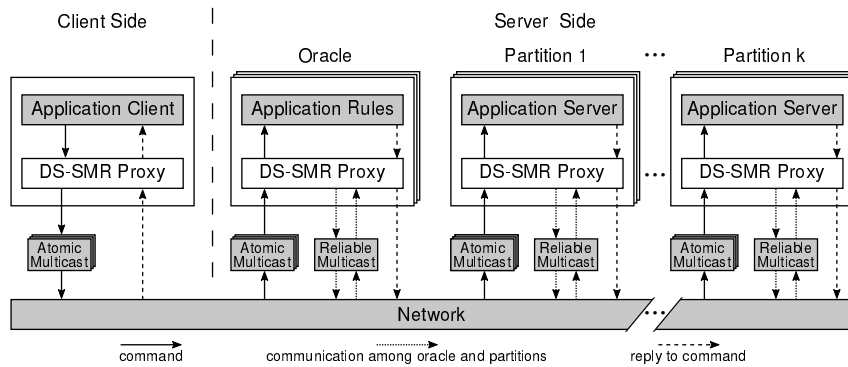 Client Side
Server Side
Oracle
Partition 1
...
Partition k
Application Client
Application Rules
Application Server
Application Server
DS-SMR Proxy
DS-SMR Proxy
DS-SMR Proxy
...
DS-SMR Proxy
Atomic
Multicast
Atomic
Multicast
Reliable
Multicast
Atomic
Multicast
Reliable
Multicast
Atomic
Multicast
Reliable
Multicast
Network
...
command
communication among oracle and partitions
reply to command